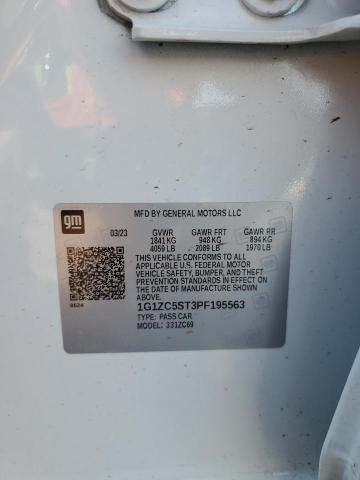 gm
MFD BY GENERAL MOTORS LLC
03/23 GVWR GAWR FRT GAWR RR
1841 KG 948 KG 894 KG
4059 LB 2089 LB 1970 LB
THIS VEHICLE CONFORMS TO ALL
APPLICABLE U.S. FEDERAL MOTOR
VEHICLE SAFETY, BUMPER, AND THEFT
PREVENTION STANDARDS IN EFFECT ON
THE DATE OF MANUFACTURE SHOWN
ABOVE.
8624
1G1ZC5ST3PF195563
TYPE: PASS CAR
MODEL: 331ZC69